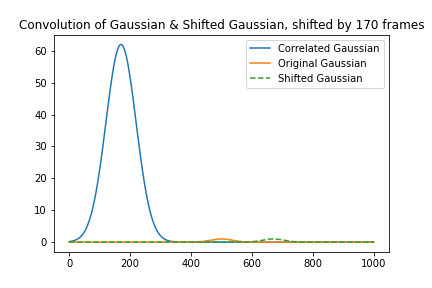 Convolution of Gaussian & Shifted Gaussian, shifted by 170 frames
Correlated Gaussian
Original Gaussian
Shifted Gaussian
60
50
40
30
20
10
0
0 200 400 600 800 1000